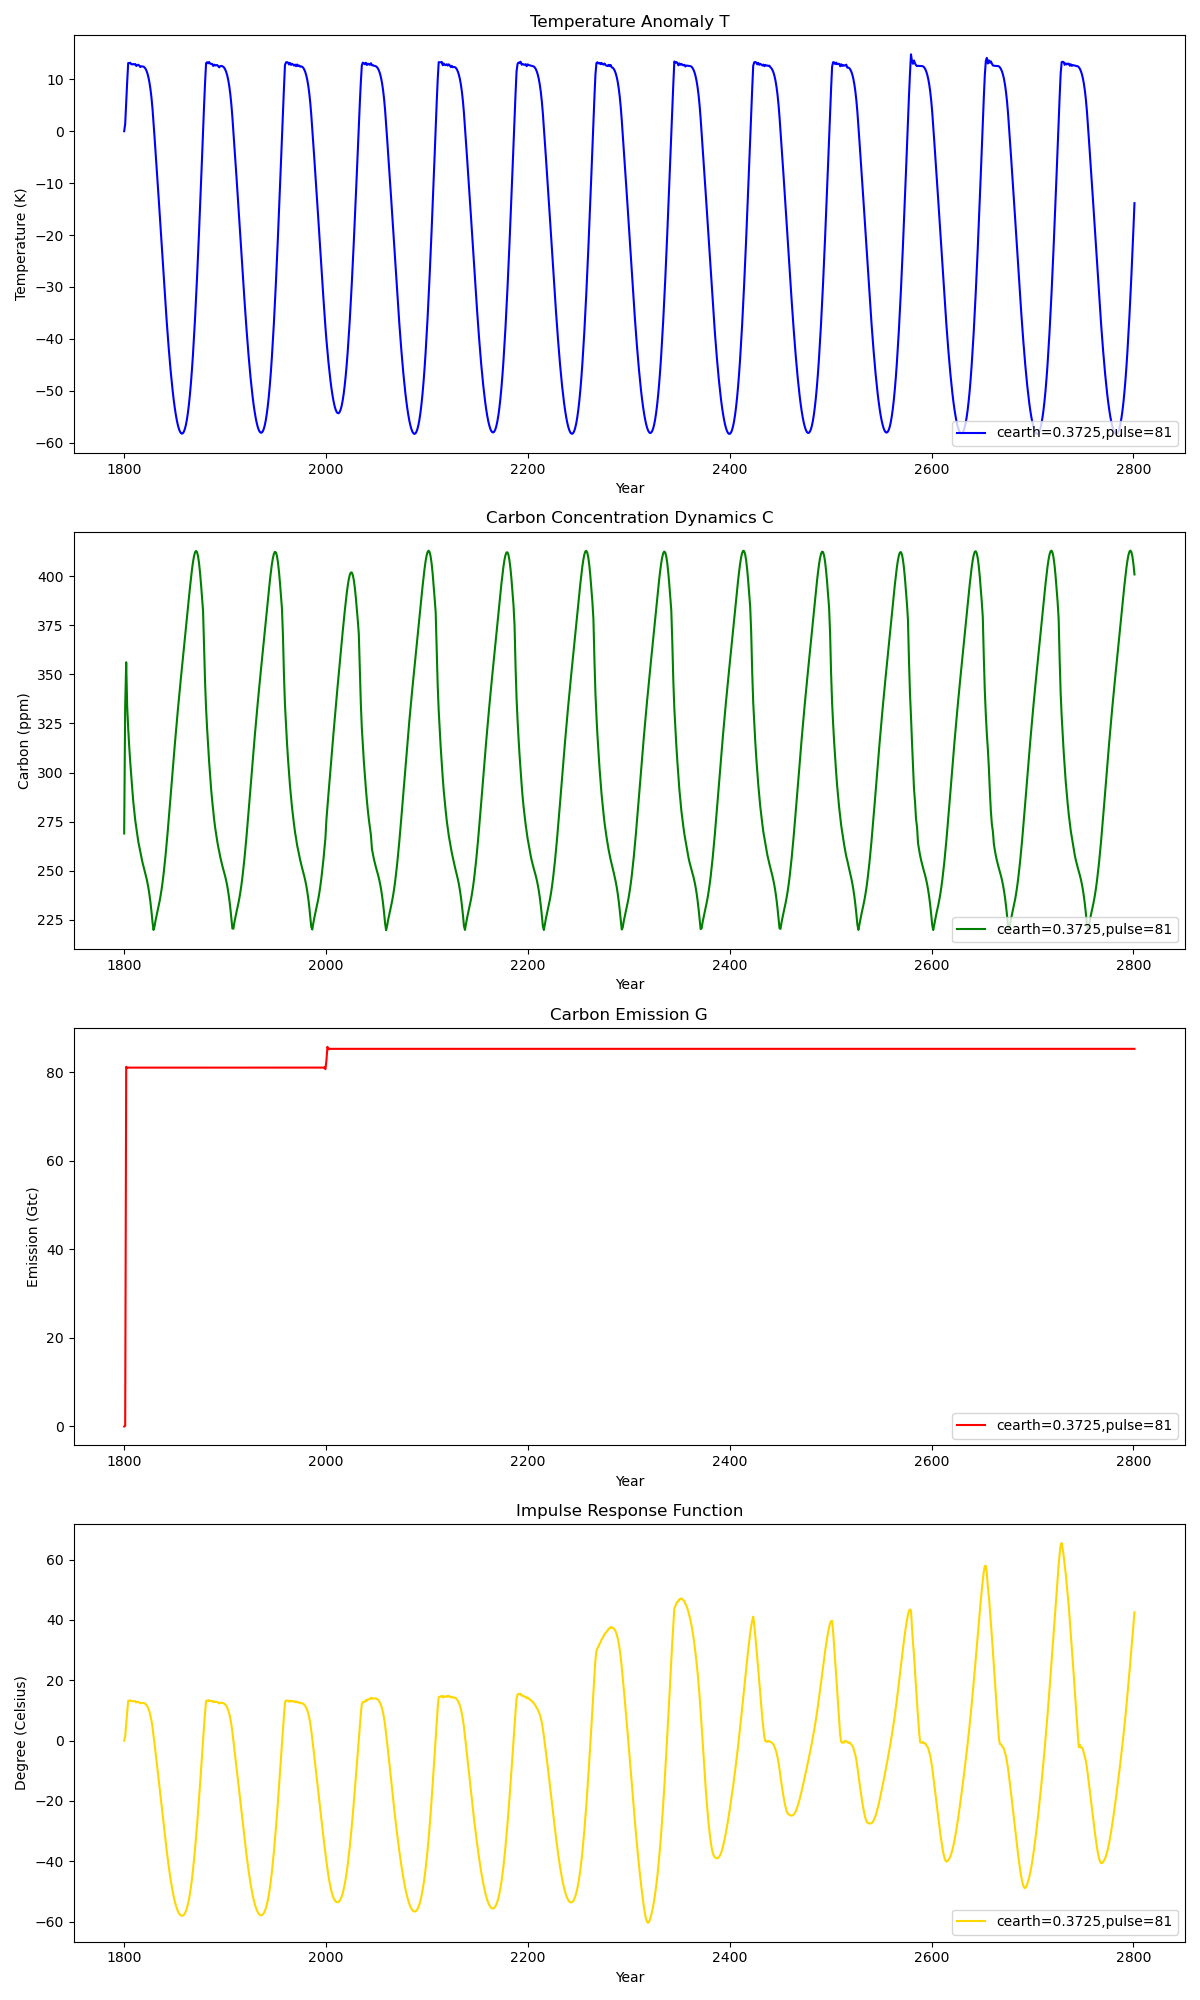 Temperature Anomaly T
10
0
−10
−20
−30
−40
−50
−60
Temperature (K)
1800 2000 2200 2400 2600 2800
Year
cearth=0.3725,pulse=81
Carbon Concentration Dynamics C
400
375
350
325
300
275
250
225
Carbon (ppm)
1800 2000 2200 2400 2600 2800
Year
cearth=0.3725,pulse=81
Carbon Emission G
80
60
40
20
0
Emission (Gtc)
1800 2000 2200 2400 2600 2800
Year
cearth=0.3725,pulse=81
Impulse Response Function
60
40
20
0
−20
−40
−60
Degree (Celsius)
1800 2000 2200 2400 2600 2800
Year
cearth=0.3725,pulse=81